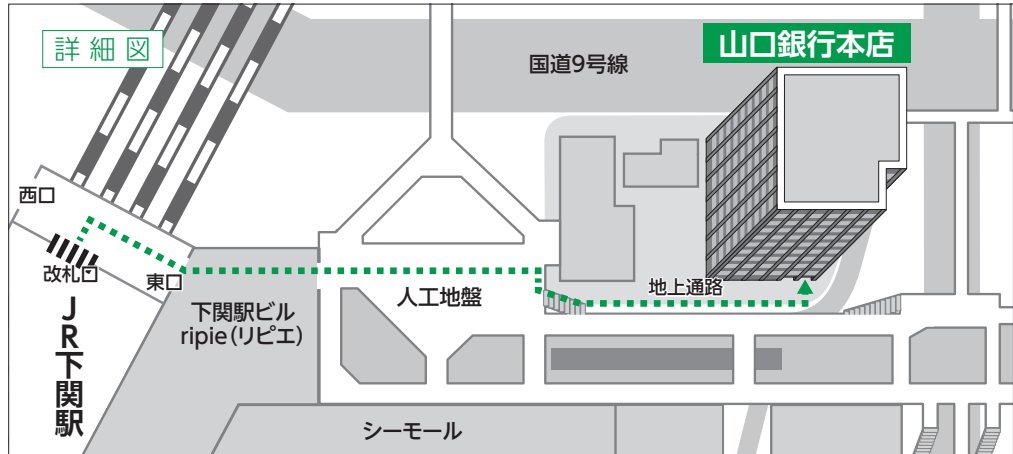 詳細図
国道9号線
山口銀行本店
西口
改札口
東口
JR下関駅
下関駅ビル
ripie（リピエ）
人工地盤
地上通路
シーモール